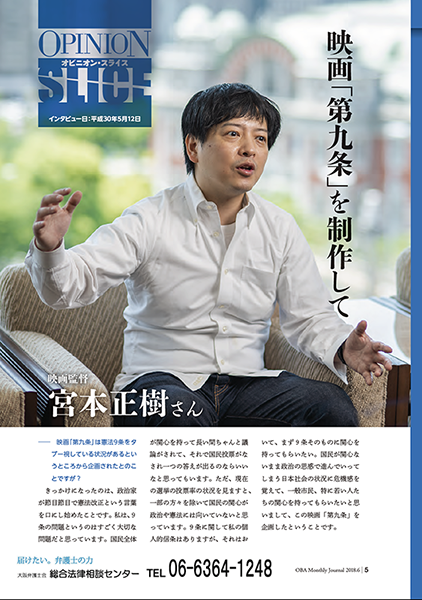 OPINION
オピニオン・スライス
SLICE
インタビュー日：平成30年5月12日
映画「第九条」を制作して
映画監督
宮本正樹さん
―― 映画「第九条」は憲法9条をタ
ブー視している状況があるとい
うところから企画されたとのこ
とですが？
きっかけになったのは、政治家
が節目節目で憲法改正という言葉
を口にし始めたことです。私は、9
条の問題というのはすごく大切な
問題だと思っています。国民全体
が関心を持って長い間ちゃんと議
論がされて、それで国民投票がな
され一つの答えが出るのならいい
なと思ってもいます。ただ、現在
の選挙の投票率の状況を見ますと、
一部の方々を除いて国民の関心が
政治や憲法には向いていないと思
っています。9条に関して私の個
人的信条はありますが、それはお
いて、まず9条そのものに関心を
持ってもらいたい。国民が関心な
いまま政治の思惑で進んでいって
しまう日本社会の状況に危機感を
覚えて、一般市民、特に若い人た
ちの関心を持ってもらいたいと思
いまして、この映画「第九条」を
企画したということです。
届けたい。弁護士の力
大阪弁護士会 総合法律相談センター TEL 06-6364-1248
OBA Monthly Journal 2018.6 | 5